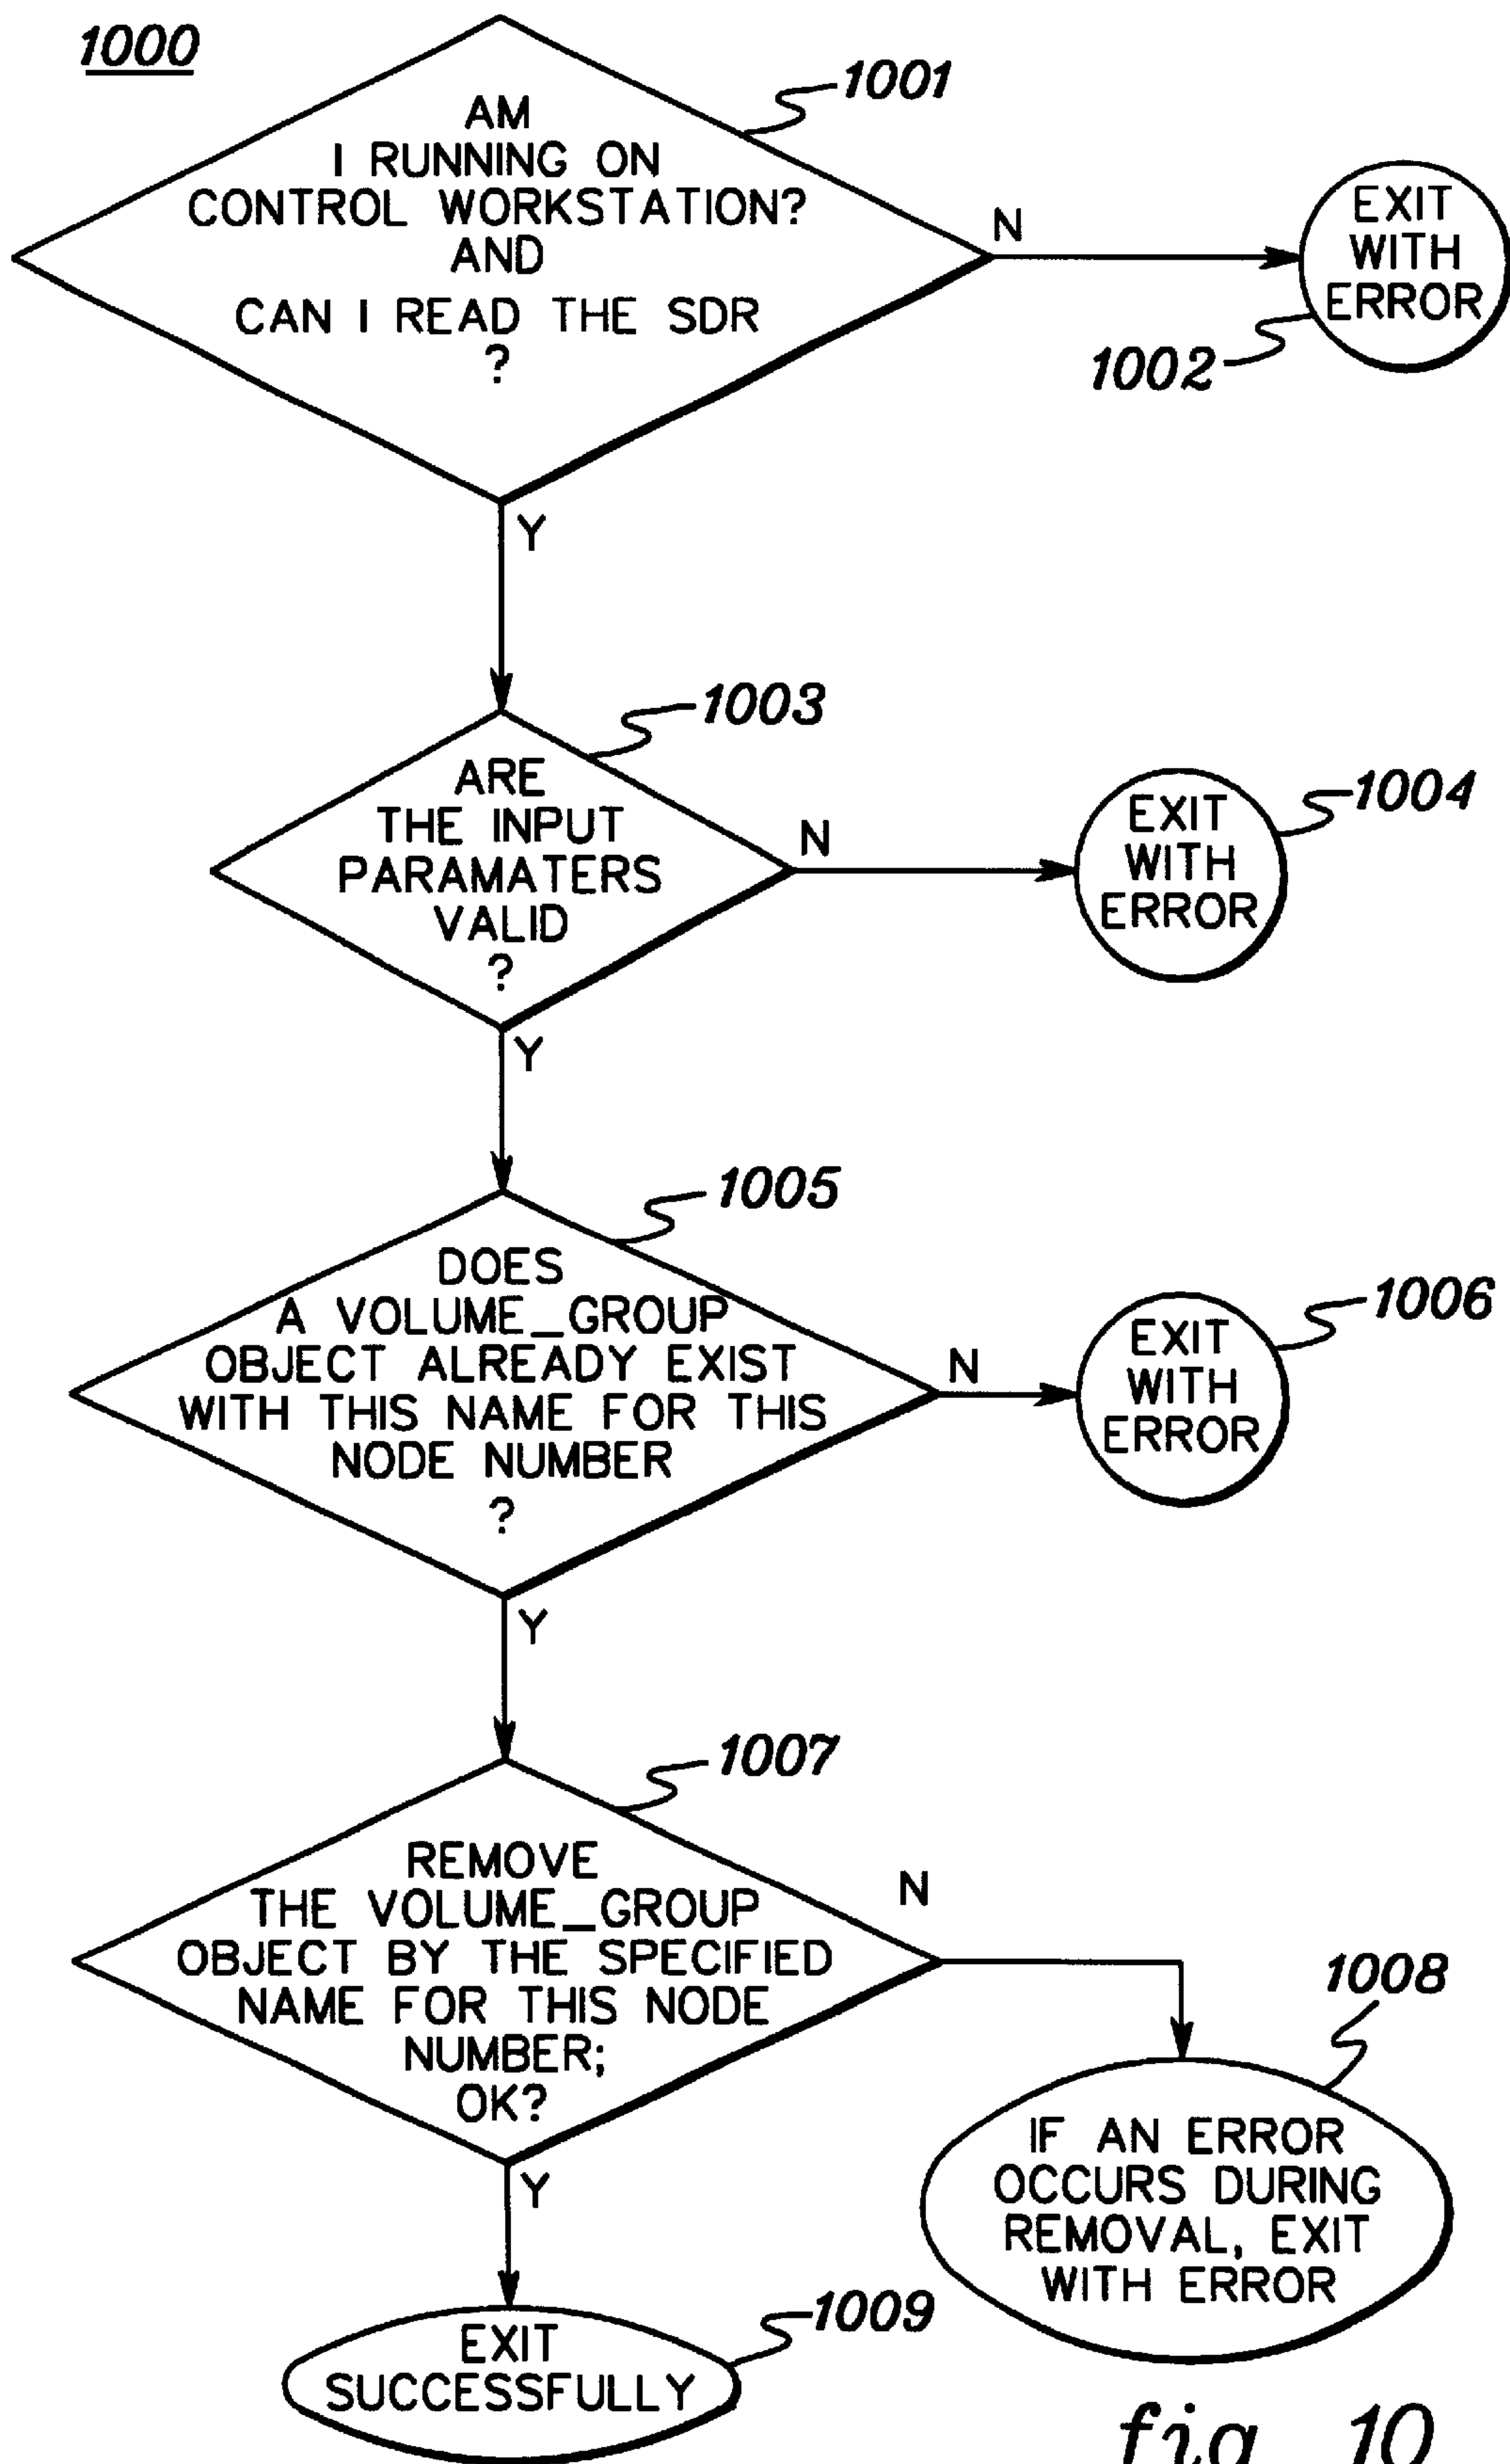 1000
1001
AM
I RUNNING ON
CONTROL WORKSTATION?
AND
CAN I READ THE SDR
?
N
EXIT
WITH
ERROR
1002
Y
1003
ARE
THE INPUT
PARAMATERS
VALID
?
N
EXIT
WITH
ERROR
1004
Y
1005
DOES
A VOLUME_GROUP
OBJECT ALREADY EXIST
WITH THIS NAME FOR THIS
NODE NUMBER
?
N
EXIT
WITH
ERROR
1006
Y
1007
REMOVE
THE VOLUME_GROUP
OBJECT BY THE SPECIFIED
NAME FOR THIS NODE
NUMBER;
OK?
N
1008
IF AN ERROR
OCCURS DURING
REMOVAL, EXIT
WITH ERROR
Y
1009
EXIT
SUCCESSFULLY
fig. 10